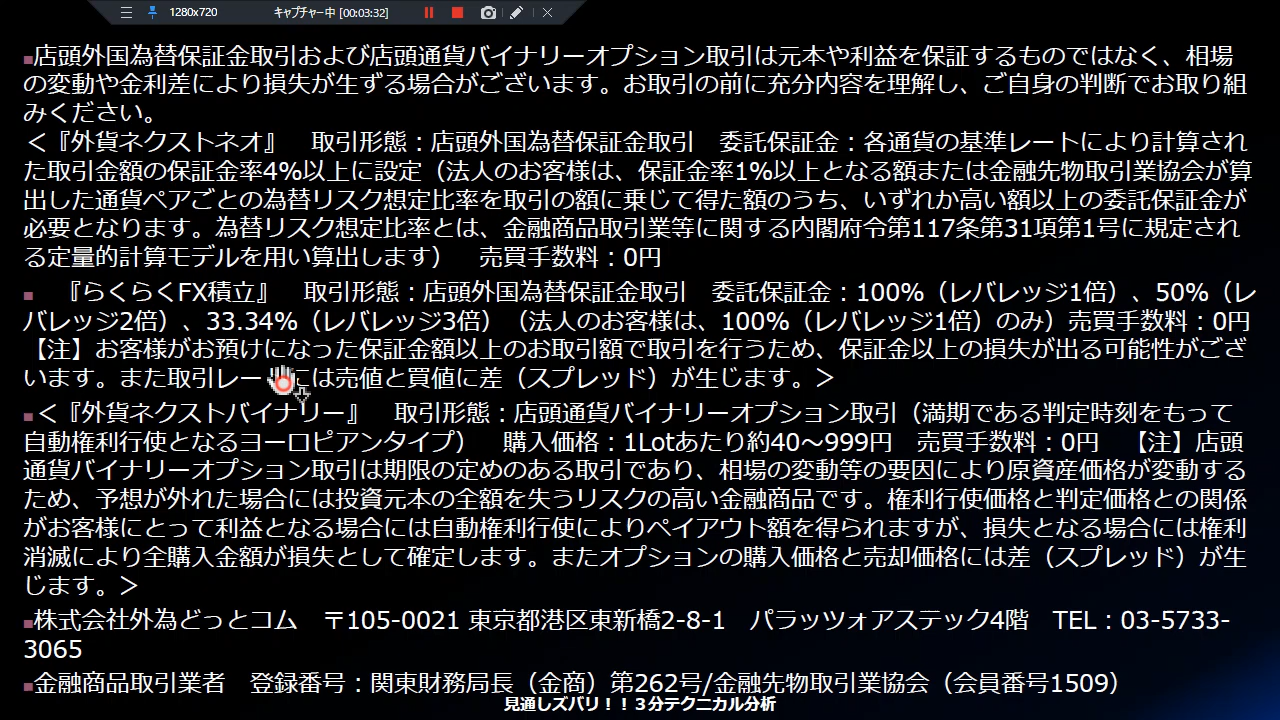 1280x720 キャプチャー中 [00:03:32]
■店頭外国為替保証金取引および店頭通貨バイナリーオプション取引は元本や利益を保証するものではなく、相場
の変動や金利差により損失が生ずる場合がございます。お取引の前に充分内容を理解し、ご自身の判断でお取り組
みください。
＜『外貨ネクストネオ』　取引形態：店頭外国為替保証金取引　委託保証金：各通貨の基準レートにより計算され
た取引金額の保証金率4%以上に設定（法人のお客様は、保証金率1%以上となる額または金融先物取引業協会が算
出した通貨ペアごとの為替リスク想定比率を取引の額に乗じて得た額のうち、いずれか高い額以上の委託保証金が
必要となります。為替リスク想定比率とは、金融商品取引業等に関する内閣府令第117条第31項第1号に規定され
る定量的計算モデルを用い算出します）　売買手数料：0円
■　『らくらくFX積立』　取引形態：店頭外国為替保証金取引　委託保証金：100%（レバレッジ1倍）、50%（レ
バレッジ2倍）、33.34%（レバレッジ3倍）（法人のお客様は、100%（レバレッジ1倍）のみ）売買手数料：0円
【注】お客様がお預けになった保証金額以上のお取引額で取引を行うため、保証金以上の損失が出る可能性がござ
います。また取引レートには売値と買値に差（スプレッド）が生じます。＞
■＜『外貨ネクストバイナリー』　取引形態：店頭通貨バイナリーオプション取引（満期である判定時刻をもって
自動権利行使となるヨーロピアンタイプ）　購入価格：1Lotあたり約40～999円　売買手数料：0円　【注】店頭
通貨バイナリーオプション取引は期限の定めのある取引であり、相場の変動等の要因により原資産価格が変動する
ため、予想が外れた場合には投資元本の全額を失うリスクの高い金融商品です。権利行使価格と判定価格との関係
がお客様にとって利益となる場合には自動権利行使によりペイアウト額を得られますが、損失となる場合には権利
消滅により全購入金額が損失として確定します。またオプションの購入価格と売却価格には差（スプレッド）が生
じます。＞
■株式会社外為どっとコム　〒105-0021 東京都港区東新橋2-8-1　パラッツォアステック4階　TEL：03-5733-
3065
■金融商品取引業者　登録番号：関東財務局長（金商）第262号/金融先物取引業協会（会員番号1509）
見通しズバリ！！３分テクニカル分析